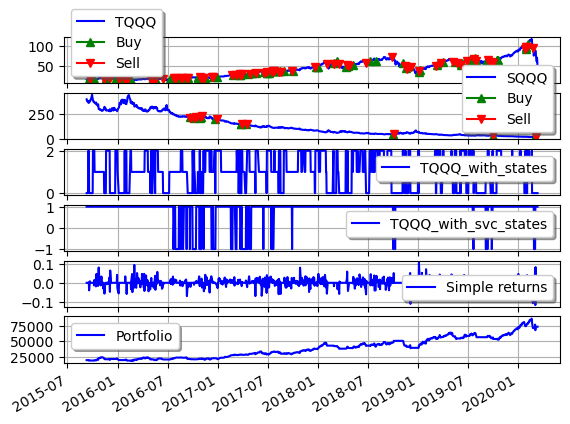 TQQQ
Buy
Sell
100
50
SQQQ
Buy
Sell
250
0
2
0
TQQQ_with_states
1
0
−1
TQQQ_with_svc_states
0.1
0.0
−0.1
Simple returns
75000
50000
25000
Portfolio
2015-07
2016-01
2016-07
2017-01
2017-07
2018-01
2018-07
2019-01
2019-07
2020-01